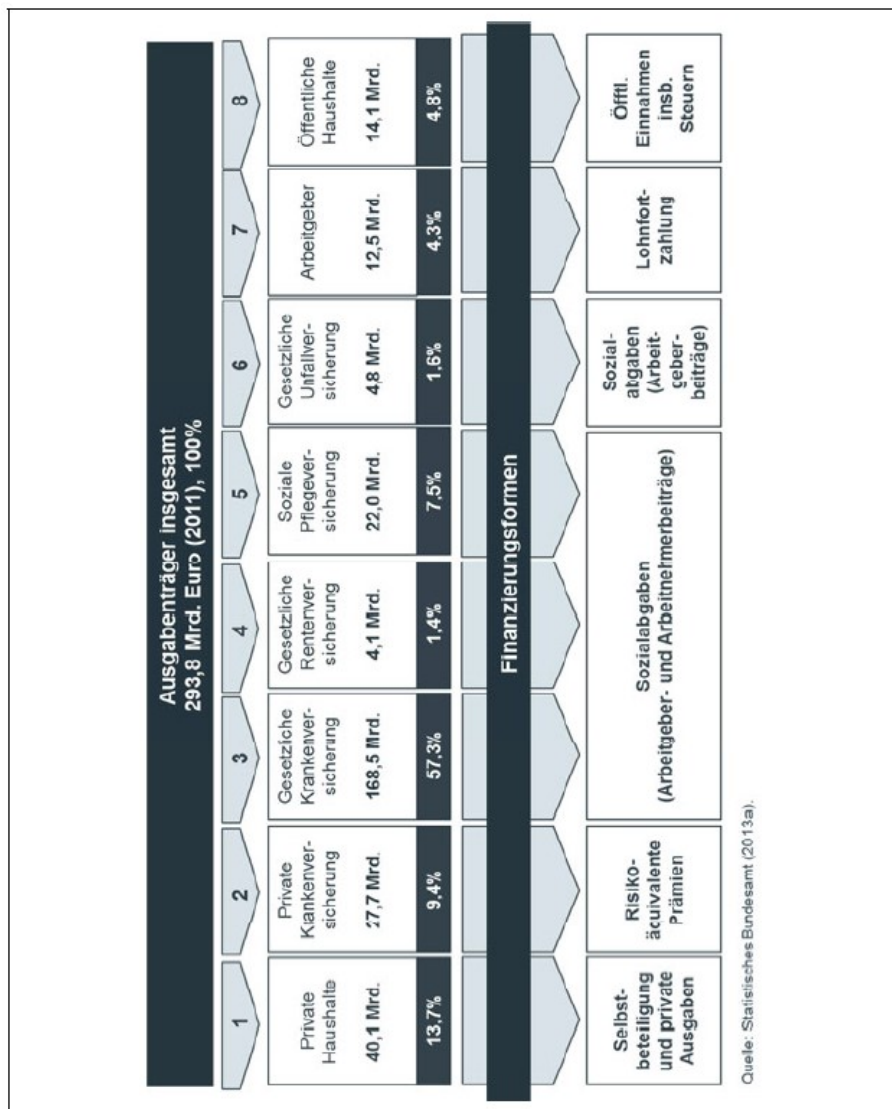 Ausgabenträger insgesamt
293,8 Mrd. Euro (2011), 100%
1
2
3
4
5
6
7
8
Private
Haushalte
40,1 Mrd.
13,7%
Private
Krankenver-
sicherung
27,7 Mrd.
9,4%
Gesetzliche
Krankenver-
sicherung
168,5 Mrd.
57,3%
Gesetzliche
Rentenver-
sicherung
4,1 Mrd.
1,4%
Soziale
Pflegever-
sicherung
22,0 Mrd.
7,5%
Gesetzliche
Unfallver-
sicherung
4,8 Mrd.
1,6%
Arbeitgeber
12,5 Mrd.
4,3%
Öffentliche
Haushalte
14,1 Mrd.
4,8%
Finanzierungsformen
Selbst-
beteiligung
und private
Ausgaben
Risiko-
äquivalente
Prämien
Sozialabgaben
(Arbeitgeber- und Arbeitnehmerbeiträge)
Sozial-
abgaben
(Arbeit-
geber-
beiträge)
Lohnfort-
zahlung
Öfftl.
Einnahmen
insb.
Steuern
Quelle: Statistisches Bundesamt (2013a).